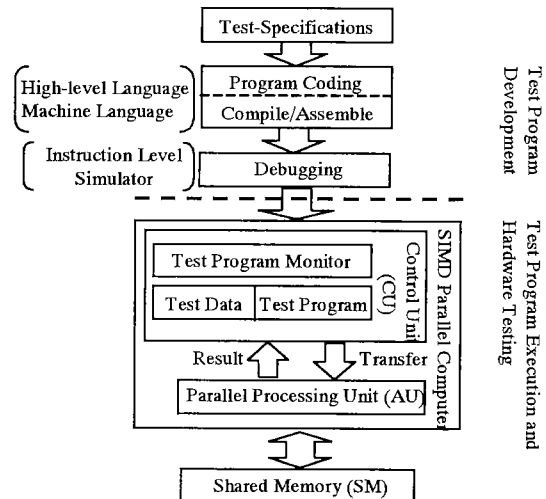 Test-Specifications
High-level Language
Machine Language
Program Coding
Compile/Assemble
Instruction Level
Simulator
Debugging
Test Program
Development
Test Program Monitor
Test Data
Test Program
Control Unit
(CU)
SIMD Parallel Computer
Result
Transfer
Parallel Processing Unit (AU)
Test Program Execution and
Hardware Testing
Shared Memory (SM)